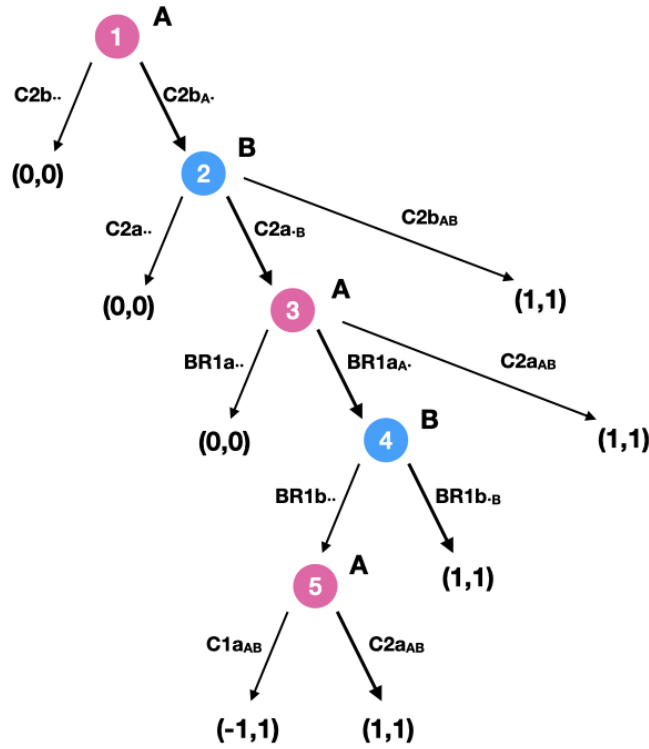 A
1
C2b..
C2bA.
(0,0)
B
2
C2bAB
C2a..
C2a.B
(0,0)
(1,1)
A
3
BR1a..
BR1aA.
C2aAB
(0,0)
B
4
(1,1)
BR1b..
BR1b.B
A
5
(1,1)
C1aAB
C2aAB
(-1,1)
(1,1)